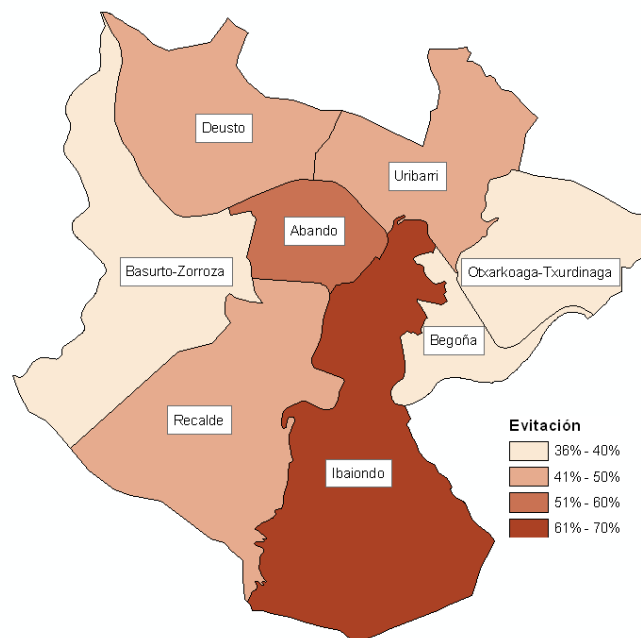 Deusto
Uribarri
Abando
Basurto-Zorroza
Otxarkoaga-Txurdinaga
Begoña
Recalde
Ibaiondo
Evitación
36% - 40%
41% - 50%
51% - 60%
61% - 70%